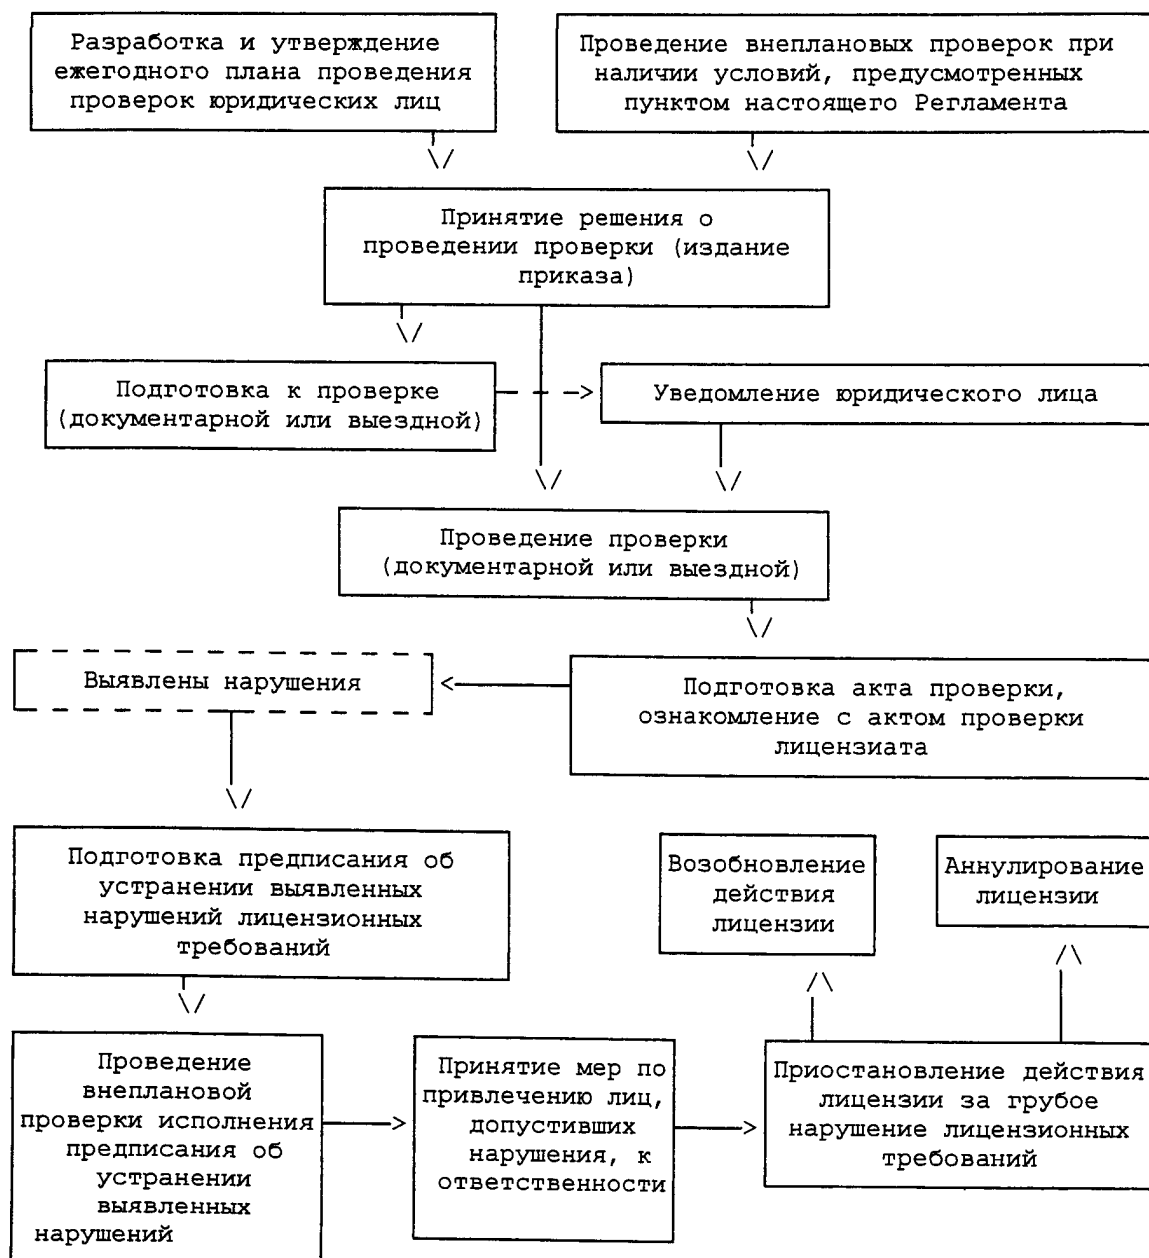 Разработка и утверждение
ежегодного плана проведения
проверок юридических лиц
Проведение внеплановых проверок при
наличии условий, предусмотренных
пунктом настоящего Регламента
Принятие решения о
проведении проверки (издание
приказа)
Подготовка к проверке
(документарной или выездной)
Уведомление юридического лица
Проведение проверки
(документарной или выездной)
Выявлены нарушения
Подготовка акта проверки,
ознакомление с актом проверки
лицензиата
Подготовка предписания об
устранении выявленных
нарушений лицензионных
требований
Возобновление
действия
лицензии
Аннулирование
лицензии
Проведение
внеплановой
проверки исполнения
предписания об
устранении
выявленных
нарушений
Принятие мер по
привлечению лиц,
допустивших
нарушения, к
ответственности
Приостановление действия
лицензии за грубое
нарушение лицензионных
требований